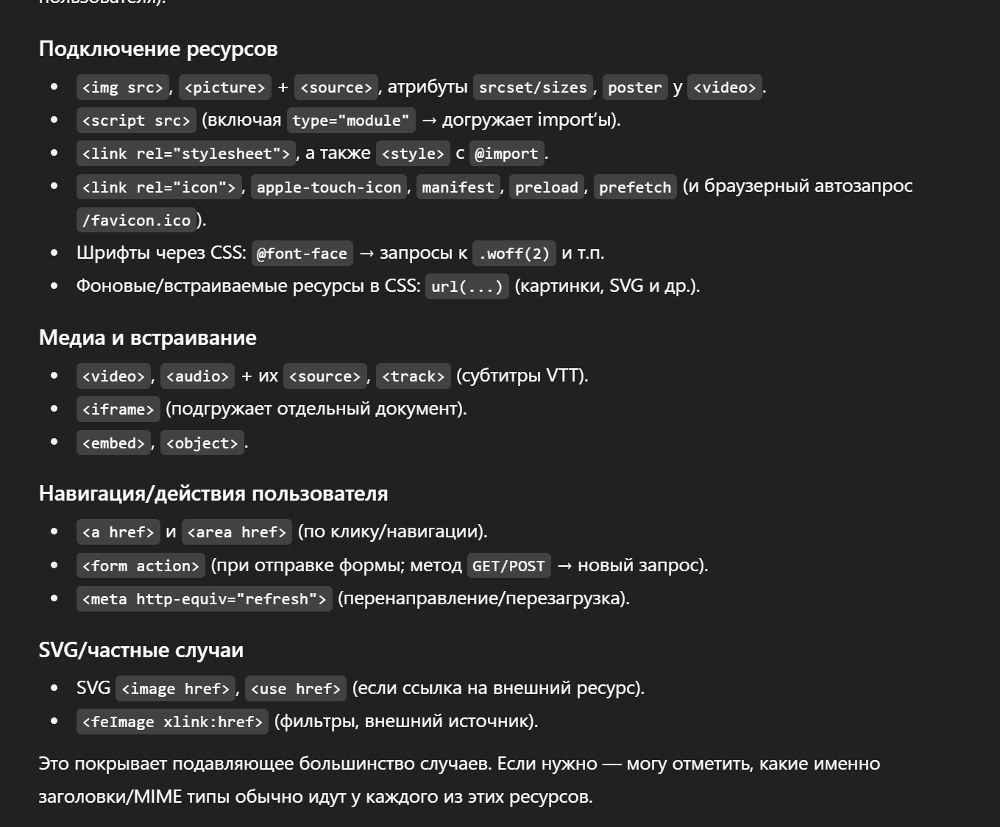 пользователя).
Подключение ресурсов
• <img src>, <picture> + <source>, атрибуты srcset/sizes, poster у <video>.
• <script src> (включая type="module" → догружает import’ы).
• <link rel="stylesheet">, а также <style> с @import.
• <link rel="icon">, apple-touch-icon, manifest, preload, prefetch (и браузерный автозапрос
/favicon.ico).
• Шрифты через CSS: @font-face → запросы к .woff(2) и т.п.
• Фоновые/встраиваемые ресурсы в CSS: url(...) (картинки, SVG и др.).
Медиа и встраивание
• <video>, <audio> + их <source>, <track> (субтитры VTT).
• <iframe> (подгружает отдельный документ).
• <embed>, <object>.
Навигация/действия пользователя
• <a href> и <area href> (по клику/навигации).
• <form action> (при отправке формы; метод GET/POST → новый запрос).
• <meta http-equiv="refresh"> (перенаправление/перезагрузка).
SVG/частные случаи
• SVG <image href>, <use href> (если ссылка на внешний ресурс).
• <feImage xlink:href> (фильтры, внешний источник).
Это покрывает подавляющее большинство случаев. Если нужно — могу отметить, какие именно
заголовки/MIME типы обычно идут у каждого из этих ресурсов.